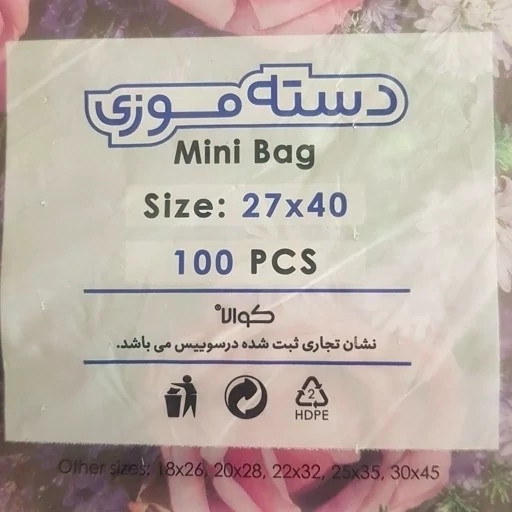 دسته موزی
Mini Bag
Size: 27x40
100 PCS
کوالا®
نشان تجاری ثبت شده درسوییس می باشد.
2
HDPE
Other sizes: 18x26, 20x28, 22x32, 25x35, 30x45